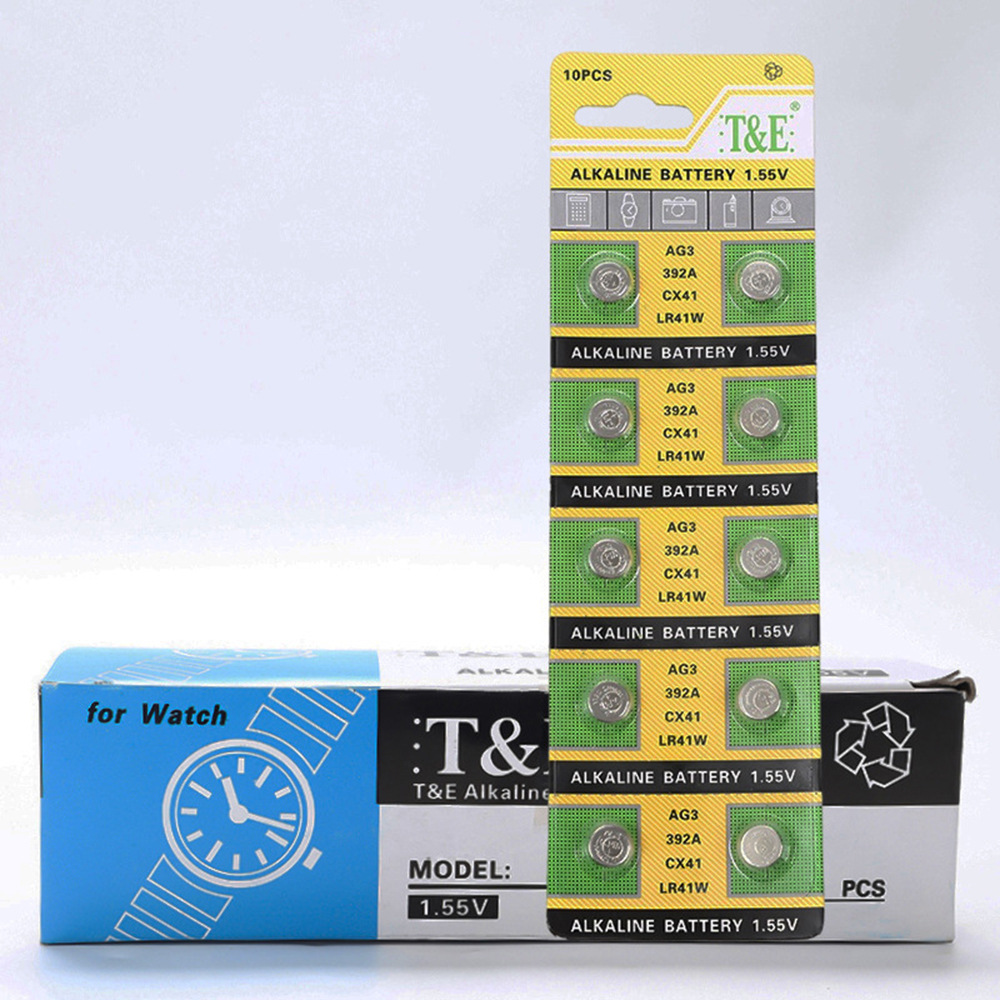 10PCS
T&E®
ALKALINE BATTERY 1.55V
AG3
392A
CX41
LR41W
ALKALINE BATTERY 1.55V
AG3
392A
CX41
LR41W
ALKALINE BATTERY 1.55V
AG3
392A
CX41
LR41W
ALKALINE BATTERY 1.55V
AG3
392A
CX41
LR41W
ALKALINE BATTERY 1.55V
AG3
392A
CX41
LR41W
ALKALINE BATTERY 1.55V
for Watch
T&
T&E Alkaline
MODEL:
1.55V
PCS